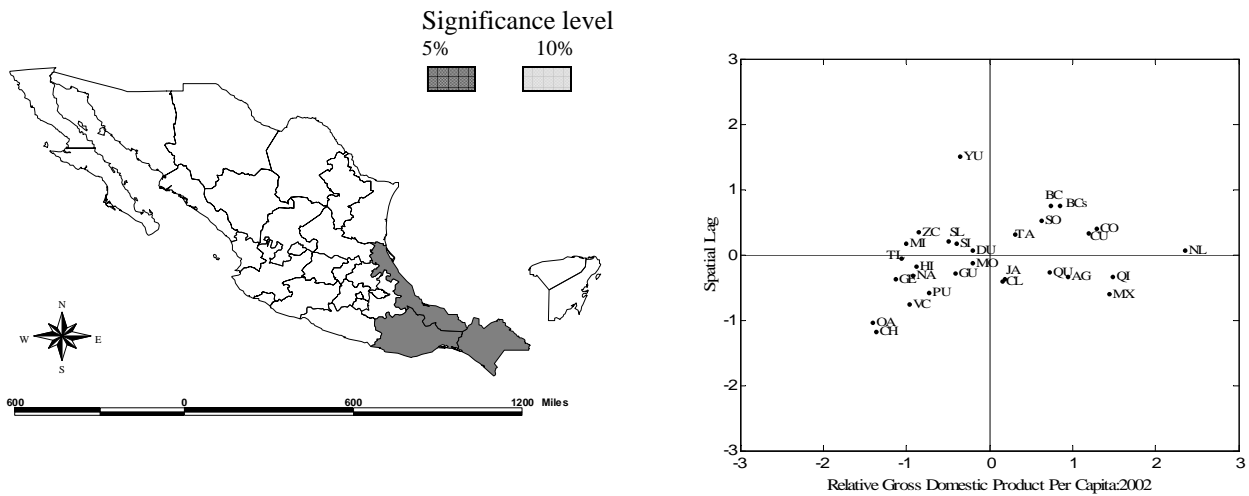 Significance level
5% 10%
N
W E
S
600 0 600 1200 Miles
3
2
1
0
-1
-2
-3
Spatial Lag
YU
BC BCs
SO
ZC SL TA CO
MI SI CU
DU NL
TL MO
HI JA
GE NA GU CL QU AG QI
PU MX
VC
OA
CH
-3 -2 -1 0 1 2 3
Relative Gross Domestic Product Per Capita:2002